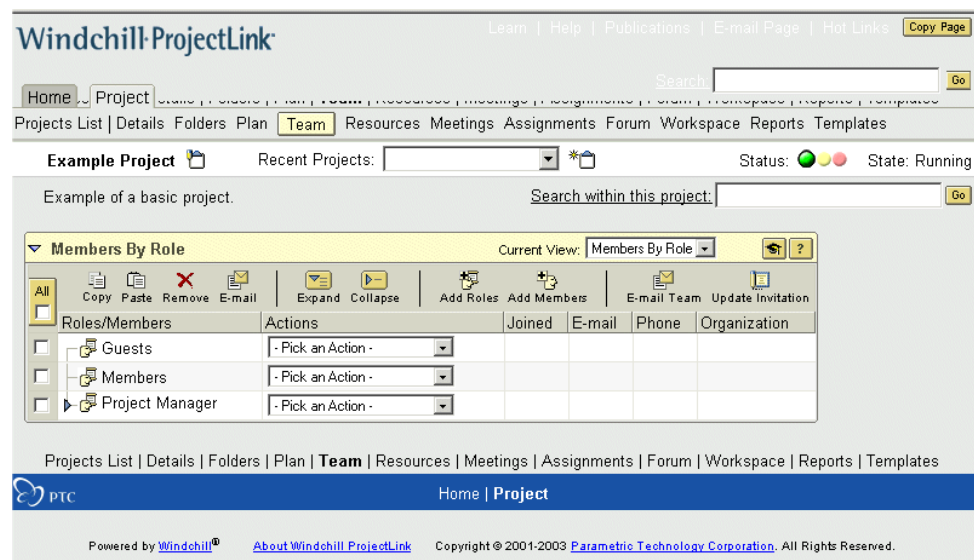 Learn | Help | Publications | E-mail Page | Hot Links Copy Page
Windchill ProjectLink
Search: Go
Home Project
Projects List | Details Folders Plan Team Resources Meetings Assignments Forum Workspace Reports Templates
Example Project Recent Projects: Status: State: Running
Example of a basic project. Search within this project: Go
Members By Role Current View: Members By Role ?
All Copy Paste Remove E-mail Expand Collapse Add Roles Add Members E-mail Team Update Invitation
Roles/Members Actions Joined E-mail Phone Organization
Guests - Pick an Action -
Members - Pick an Action -
Project Manager - Pick an Action -
Projects List | Details | Folders | Plan | Team | Resources | Meetings | Assignments | Forum | Workspace | Reports | Templates
PTC Home | Project
Powered by Windchill® About Windchill ProjectLink Copyright © 2001-2003 Parametric Technology Corporation. All Rights Reserved.